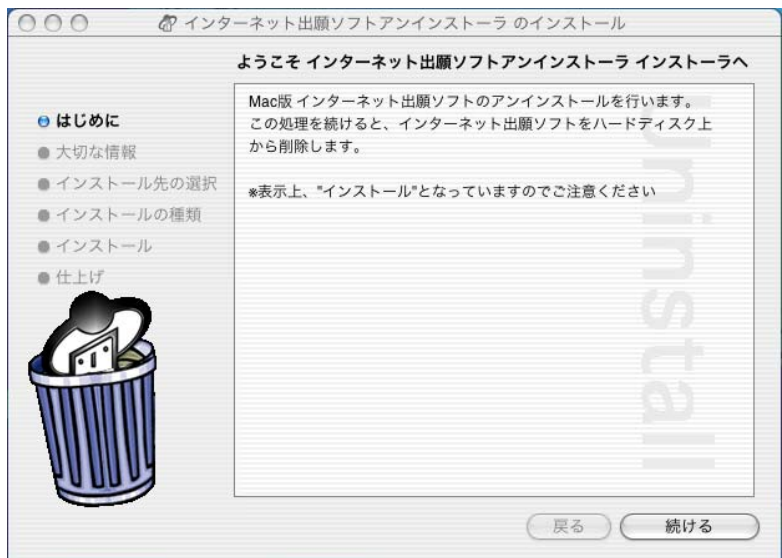 インターネット出願ソフトアンインストーラ のインストール
ようこそ インターネット出願ソフトアンインストーラ インストーラへ
はじめに
大切な情報
インストール先の選択
インストールの種類
インストール
仕上げ
Mac版 インターネット出願ソフトのアンインストールを行います。
この処理を続けると、インターネット出願ソフトをハードディスク上
から削除します。
※表示上、"インストール"となっていますのでご注意ください
Uninstall
戻る
続ける